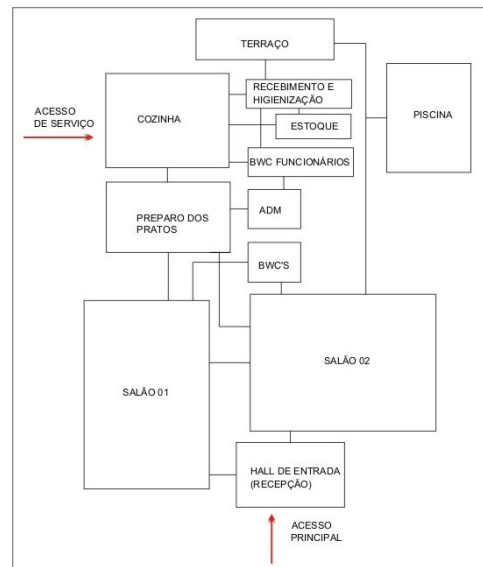 TERRAÇO
RECEBIMENTO E
HIGIENIZAÇÃO
ACESSO
DE SERVIÇO
COZINHA
ESTOQUE
PISCINA
BWC FUNCIONÁRIOS
PREPARO DOS
PRATOS
ADM
BWC'S
SALÃO 01
SALÃO 02
HALL DE ENTRADA
(RECEPÇÃO)
ACESSO
PRINCIPAL